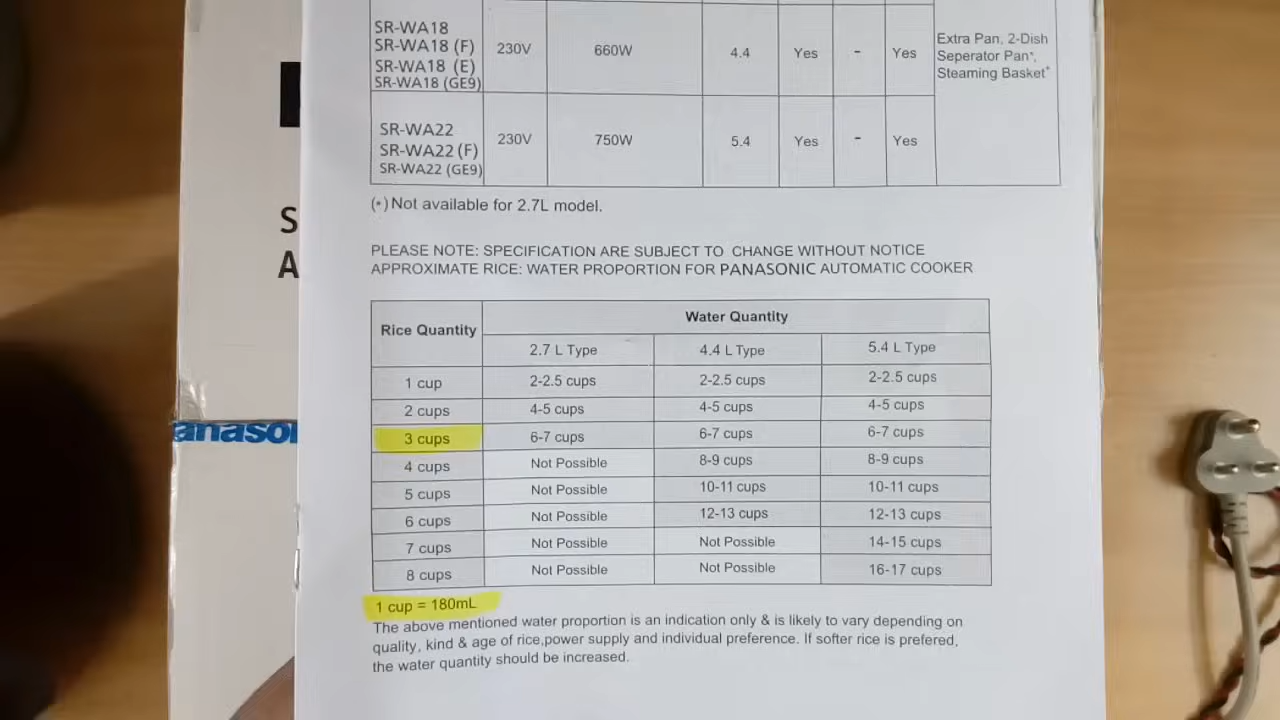 SR-WA18
SR-WA18 (F)
SR-WA18 (E)
SR-WA18 (GE9)
230V 660W 4.4 Yes - Yes
Extra Pan, 2-Dish
Seperator Pan*,
Steaming Basket*
SR-WA22
SR-WA22 (F)
SR-WA22 (GE9)
230V 750W 5.4 Yes - Yes
(*) Not available for 2.7L model.
PLEASE NOTE: SPECIFICATION ARE SUBJECT TO CHANGE WITHOUT NOTICE
APPROXIMATE RICE: WATER PROPORTION FOR PANASONIC AUTOMATIC COOKER
Rice Quantity Water Quantity
2.7 L Type 4.4 L Type 5.4 L Type
1 cup 2-2.5 cups 2-2.5 cups 2-2.5 cups
2 cups 4-5 cups 4-5 cups 4-5 cups
3 cups 6-7 cups 6-7 cups 6-7 cups
4 cups Not Possible 8-9 cups 8-9 cups
5 cups Not Possible 10-11 cups 10-11 cups
6 cups Not Possible 12-13 cups 12-13 cups
7 cups Not Possible Not Possible 14-15 cups
8 cups Not Possible Not Possible 16-17 cups
1 cup = 180mL
The above mentioned water proportion is an indication only & is likely to vary depending on
quality, kind & age of rice,power supply and individual preference. If softer rice is prefered,
the water quantity should be increased.
S
A
anaso